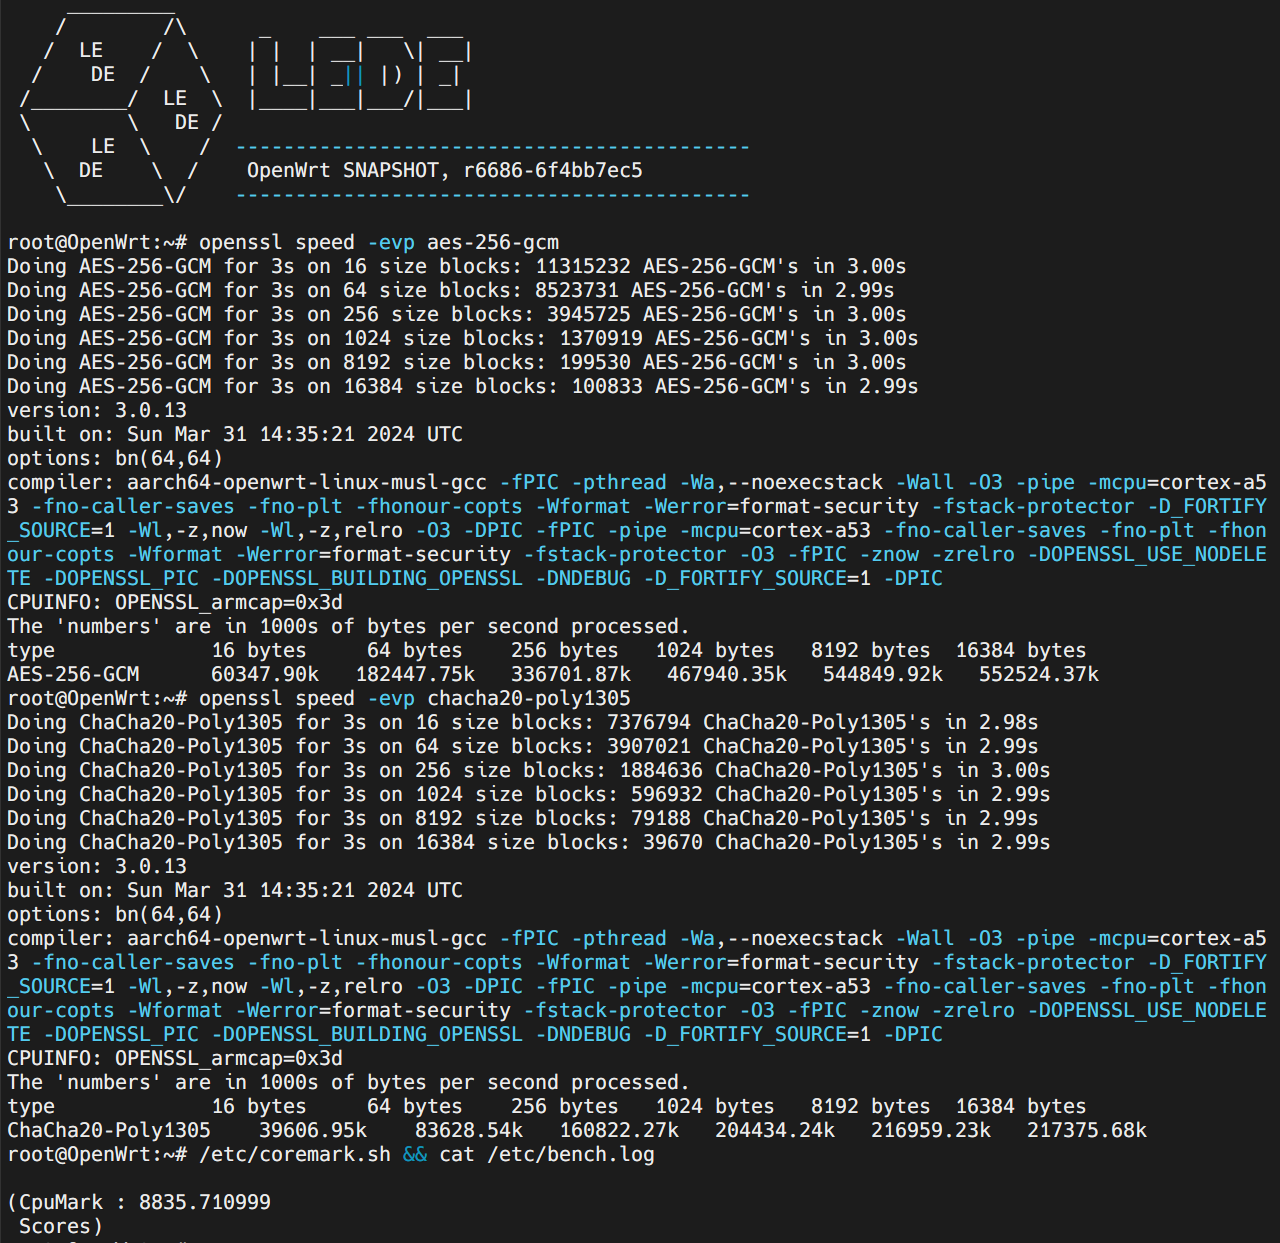 LE
DE
LE
DE
LE
DE
LEDE
-------------------------------------------
OpenWrt SNAPSHOT, r6686-6f4bb7ec5
-------------------------------------------
root@OpenWrt:~# openssl speed -evp aes-256-gcm
Doing AES-256-GCM for 3s on 16 size blocks: 11315232 AES-256-GCM's in 3.00s
Doing AES-256-GCM for 3s on 64 size blocks: 8523731 AES-256-GCM's in 2.99s
Doing AES-256-GCM for 3s on 256 size blocks: 3945725 AES-256-GCM's in 3.00s
Doing AES-256-GCM for 3s on 1024 size blocks: 1370919 AES-256-GCM's in 3.00s
Doing AES-256-GCM for 3s on 8192 size blocks: 199530 AES-256-GCM's in 3.00s
Doing AES-256-GCM for 3s on 16384 size blocks: 100833 AES-256-GCM's in 2.99s
version: 3.0.13
built on: Sun Mar 31 14:35:21 2024 UTC
options: bn(64,64)
compiler: aarch64-openwrt-linux-musl-gcc -fPIC -pthread -Wa,--noexecstack -Wall -O3 -pipe -mcpu=cortex-a5
3 -fno-caller-saves -fno-plt -fhonour-copts -Wformat -Werror=format-security -fstack-protector -D_FORTIFY
_SOURCE=1 -Wl,-z,now -Wl,-z,relro -O3 -DPIC -fPIC -pipe -mcpu=cortex-a53 -fno-caller-saves -fno-plt -fhon
our-copts -Wformat -Werror=format-security -fstack-protector -O3 -fPIC -znow -zrelro -DOPENSSL_USE_NODELE
TE -DOPENSSL_PIC -DOPENSSL_BUILDING_OPENSSL -DNDEBUG -D_FORTIFY_SOURCE=1 -DPIC
CPUINFO: OPENSSL_armcap=0x3d
The 'numbers' are in 1000s of bytes per second processed.
type             16 bytes     64 bytes    256 bytes   1024 bytes   8192 bytes  16384 bytes
AES-256-GCM      60347.90k   182447.75k   336701.87k   467940.35k   544849.92k   552524.37k
root@OpenWrt:~# openssl speed -evp chacha20-poly1305
Doing ChaCha20-Poly1305 for 3s on 16 size blocks: 7376794 ChaCha20-Poly1305's in 2.98s
Doing ChaCha20-Poly1305 for 3s on 64 size blocks: 3907021 ChaCha20-Poly1305's in 2.99s
Doing ChaCha20-Poly1305 for 3s on 256 size blocks: 1884636 ChaCha20-Poly1305's in 3.00s
Doing ChaCha20-Poly1305 for 3s on 1024 size blocks: 596932 ChaCha20-Poly1305's in 2.99s
Doing ChaCha20-Poly1305 for 3s on 8192 size blocks: 79188 ChaCha20-Poly1305's in 2.99s
Doing ChaCha20-Poly1305 for 3s on 16384 size blocks: 39670 ChaCha20-Poly1305's in 2.99s
version: 3.0.13
built on: Sun Mar 31 14:35:21 2024 UTC
options: bn(64,64)
compiler: aarch64-openwrt-linux-musl-gcc -fPIC -pthread -Wa,--noexecstack -Wall -O3 -pipe -mcpu=cortex-a5
3 -fno-caller-saves -fno-plt -fhonour-copts -Wformat -Werror=format-security -fstack-protector -D_FORTIFY
_SOURCE=1 -Wl,-z,now -Wl,-z,relro -O3 -DPIC -fPIC -pipe -mcpu=cortex-a53 -fno-caller-saves -fno-plt -fhon
our-copts -Wformat -Werror=format-security -fstack-protector -O3 -fPIC -znow -zrelro -DOPENSSL_USE_NODELE
TE -DOPENSSL_PIC -DOPENSSL_BUILDING_OPENSSL -DNDEBUG -D_FORTIFY_SOURCE=1 -DPIC
CPUINFO: OPENSSL_armcap=0x3d
The 'numbers' are in 1000s of bytes per second processed.
type             16 bytes     64 bytes    256 bytes   1024 bytes   8192 bytes  16384 bytes
ChaCha20-Poly1305    39606.95k    83628.54k   160822.27k   204434.24k   216959.23k   217375.68k
root@OpenWrt:~# /etc/coremark.sh && cat /etc/bench.log
(CpuMark : 8835.710999
Scores)